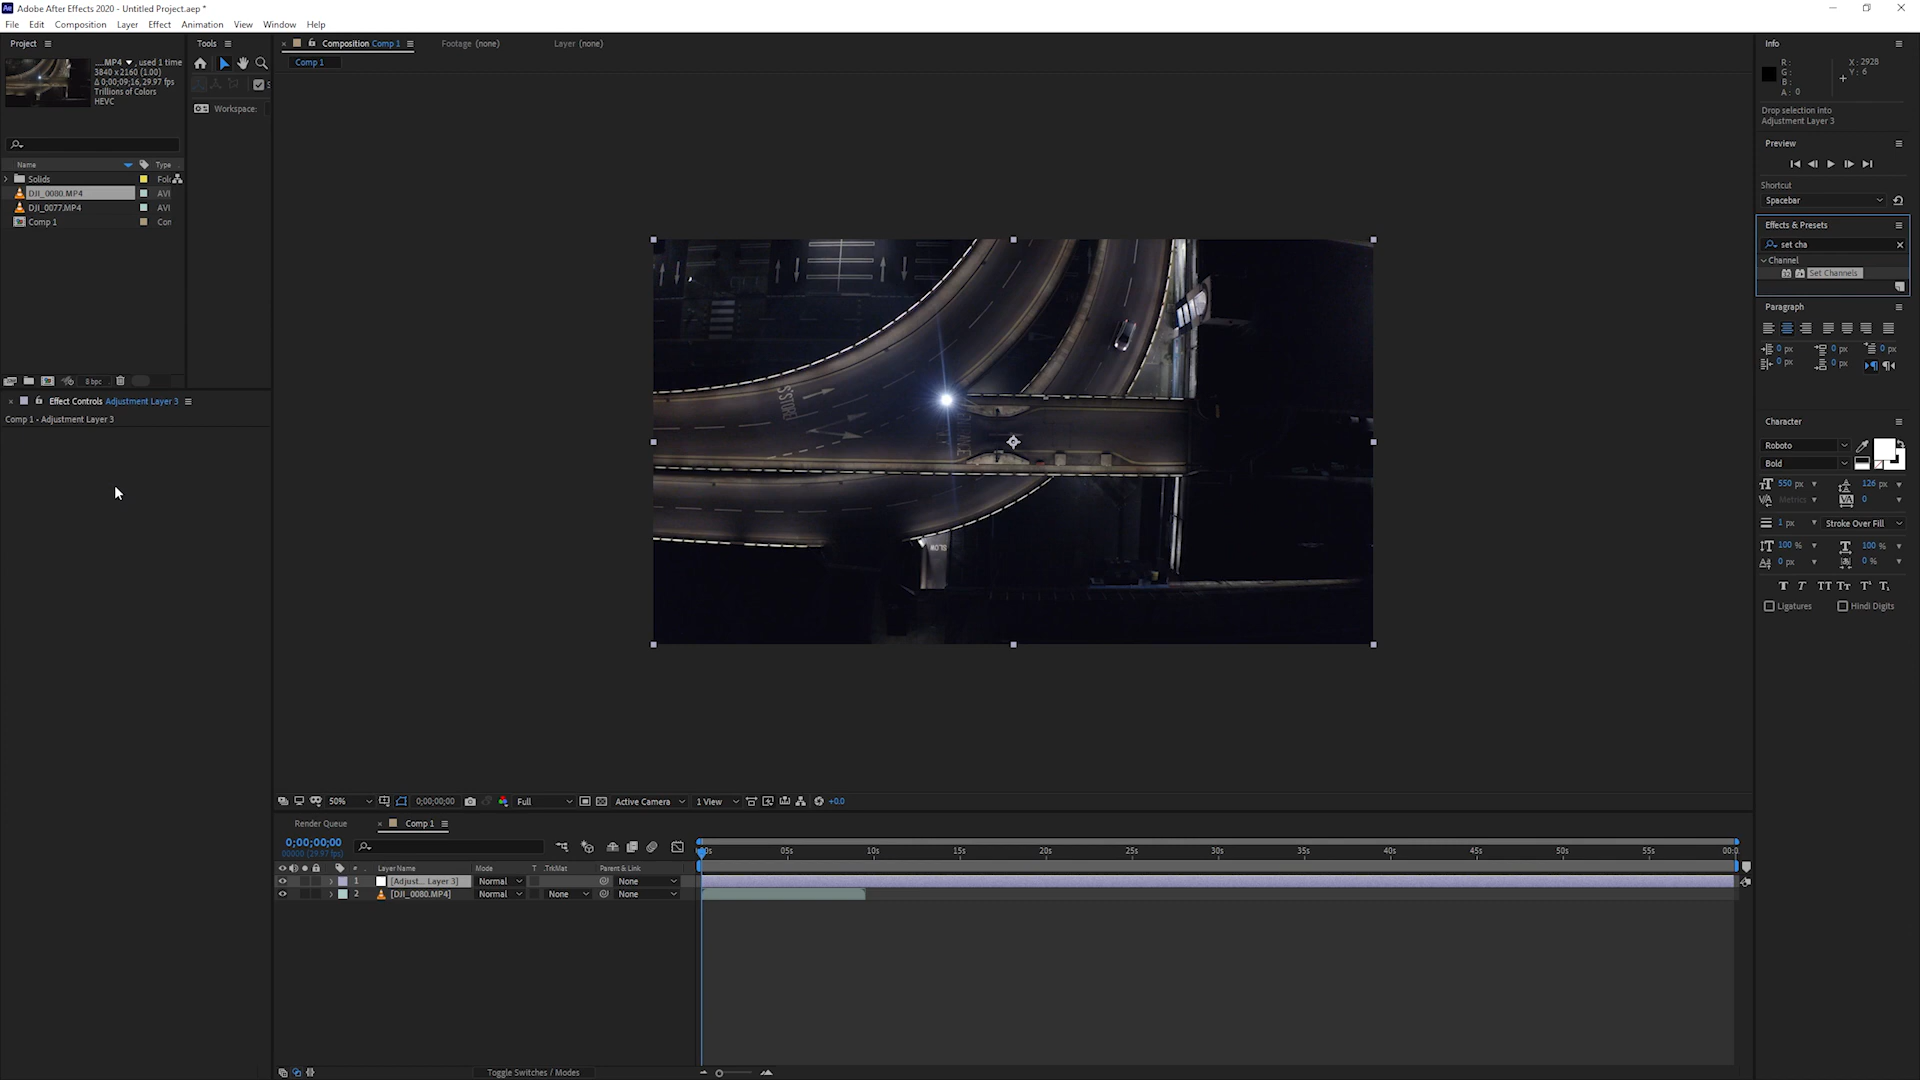 Adobe After Effects 2020 - Untitled Project.aep *
File Edit Composition Layer Effect Animation View Window Help
Project
....MP4 , used 1 time
3840 x 2160 (1.00)
Δ 0;00;09;16, 29.97 fps
Trillions of Colors
HEVC
Name Type
Solids
DJI_0080.MP4 AVI
DJI_0077.MP4 AVI
Comp 1
8 bpc
Effect Controls Adjustment Layer 3
Comp 1 • Adjustment Layer 3
Tools
Workspace:
Composition Comp 1
Footage (none)
Layer (none)
Comp 1
SLOW
50%
0;00;00;00
Full
Active Camera
1 View
+0.0
Render Queue
Comp 1
0;00;00;00
00000 (29.97 fps)
# Layer Name Mode T .TrkMat Parent & Link
1 [Adjust... Layer 3] Normal None
2 [DJI_0080.MP4] Normal None None
05s 10s 15s 20s 25s 30s 35s 40s 45s 50s 55s
Toggle Switches / Modes
Info
R :
G :
B :
A : 0
X : 2928
Y : 6
Drop selection into
Adjustment Layer 3
Preview
Shortcut
Spacebar
Effects & Presets
set cha
Channel
32 Set Channels
Paragraph
0 px 0 px 0 px
0 px 0 px
Character
Roboto
Bold
550 px 126 px
Metrics 0
1 px Stroke Over Fill
100 % 100 %
0 px 0 %
T T TT Tт T¹ T₁
Ligatures Hindi Digits